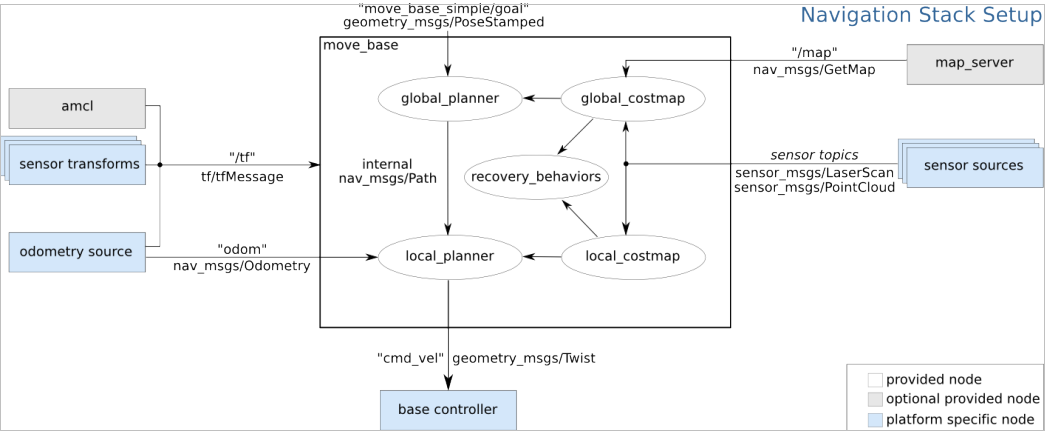 Navigation Stack Setup
"move_base_simple/goal"
geometry_msgs/PoseStamped
move_base
"/map"
nav_msgs/GetMap
map_server
amcl
global_planner
global_costmap
sensor transforms
"/tf"
tf/tfMessage
internal
nav_msgs/Path
recovery_behaviors
sensor topics
sensor_msgs/LaserScan
sensor_msgs/PointCloud
sensor sources
odometry source
"odom"
nav_msgs/Odometry
local_planner
local_costmap
"cmd_vel"
geometry_msgs/Twist
base controller
provided node
optional provided node
platform specific node